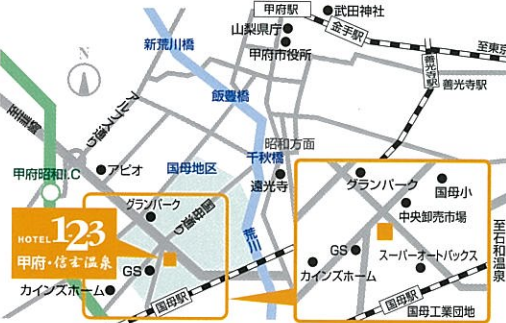 甲府駅
武田神社
山梨県庁
金手駅
甲府市役所
至東京
新荒川橋
善光寺駅
善光寺駅
N
飯豊橋
アルプス通り
昭和方面
千秋橋
甲府昭和I.C
アピオ
国母地区
遠光寺
グランパーク
国母通り
荒川
HOTEL 123
甲府・信玄温泉
GS
カインズホーム
国母駅
グランパーク
国母小
中央卸売市場
GS
スーパーオートバックス
カインズホーム
国母駅
国母工業団地
至石和温泉